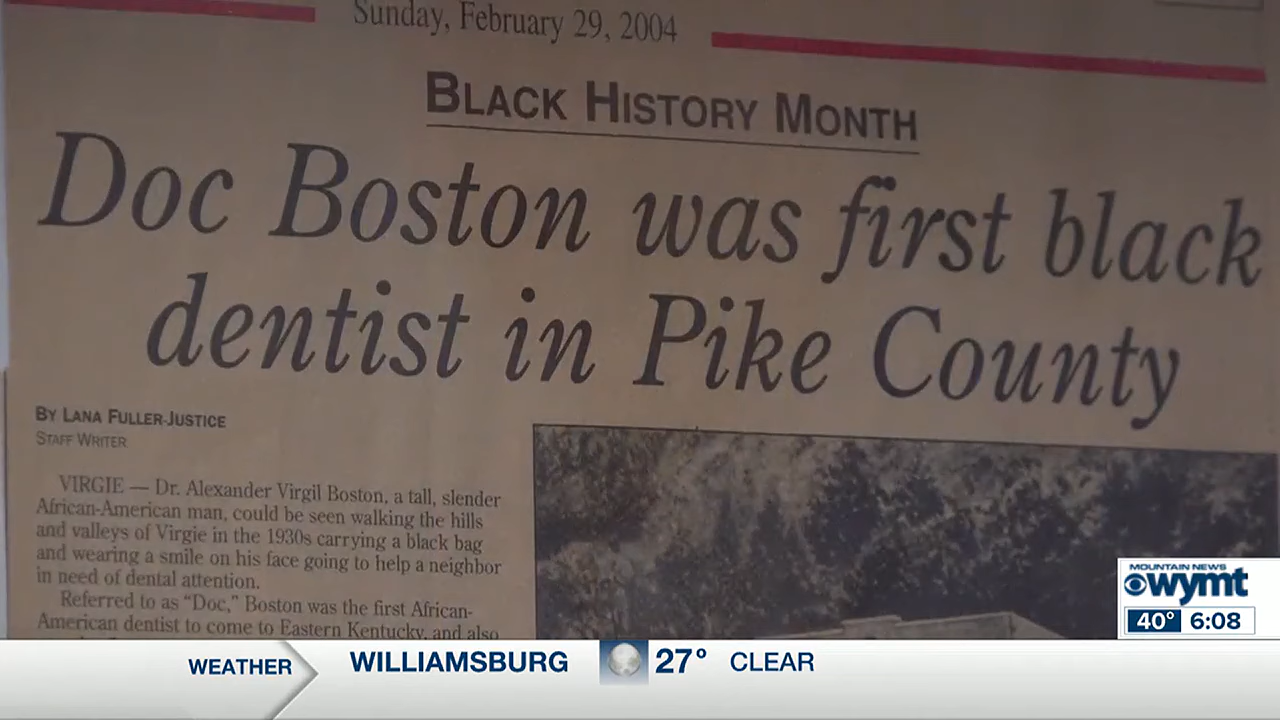 Sunday, February 29, 2004
BLACK HISTORY MONTH
Doc Boston was first black
dentist in Pike County
BY LANA FULLER-JUSTICE
STAFF WRITER
VIRGIE — Dr. Alexander Virgil Boston, a tall, slender
African-American man, could be seen walking the hills
and valleys of Virgie in the 1930s carrying a black bag
and wearing a smile on his face going to help a neighbor
in need of dental attention.
Referred to as “Doc,” Boston was the first African-
American dentist to come to Eastern Kentucky, and also
MOUNTAIN NEWS
wymt
40° 6:08
WEATHER WILLIAMSBURG 27° CLEAR